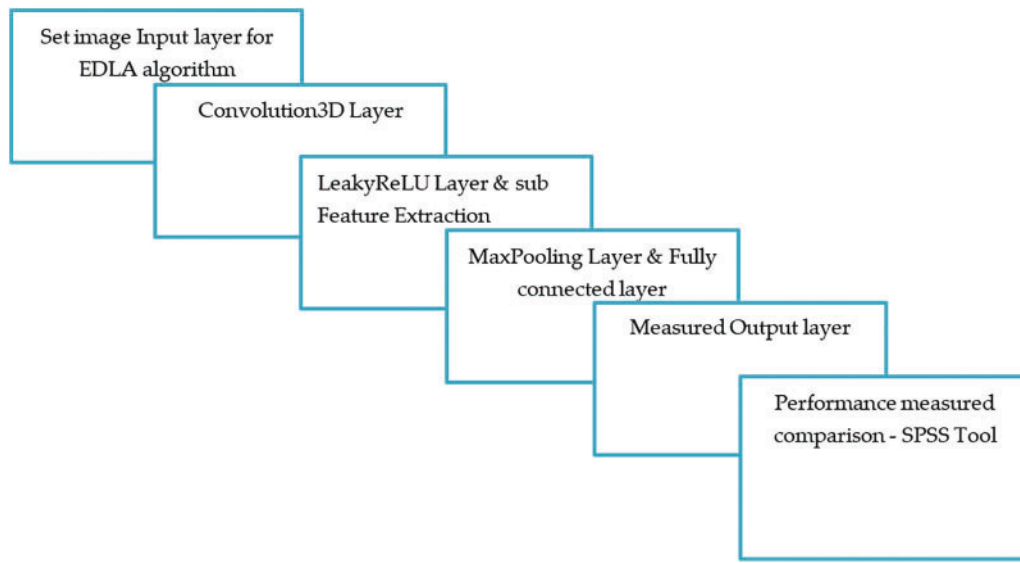 Set image Input layer for
EDLA algorithm
Convolution3D Layer
LeakyReLU Layer & sub
Feature Extraction
MaxPooling Layer & Fully
connected layer
Measured Output layer
Performance measured
comparison - SPSS Tool